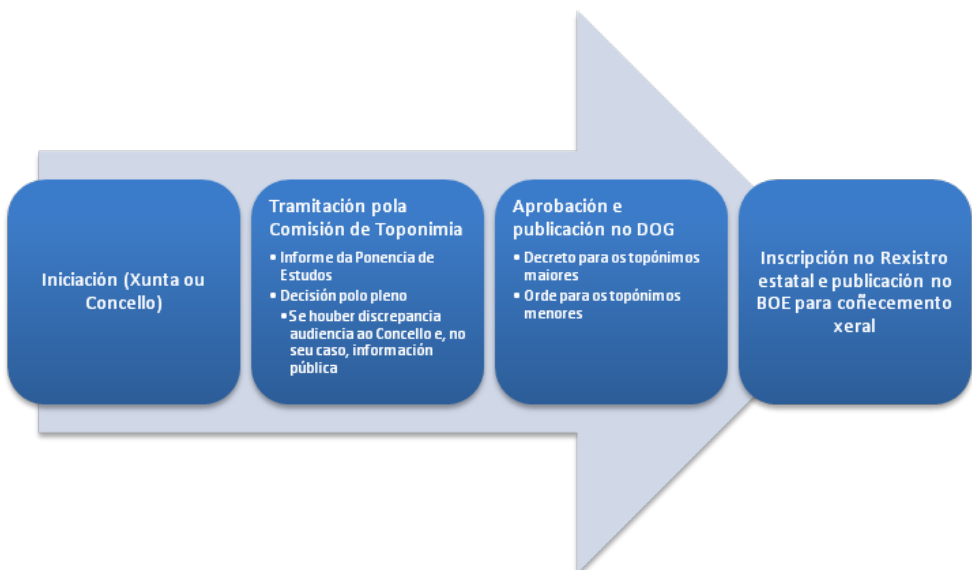 Iniciación (Xunta ou
Concello)
Tramitación pola
Comisión de Toponimia
▪ Informe da Ponencia de
Estudos
▪ Decisión polo pleno
▪ Se houber discrepancia
audiencia ao Concello e, no
seu caso, información
pública
Aprobación e
publicación no DOG
▪ Decreto para os topónimos
maiores
▪ Orde para os topónimos
menores
Inscripción no Rexistro
estatal e publicación no
BOE para coñecemento
xeral